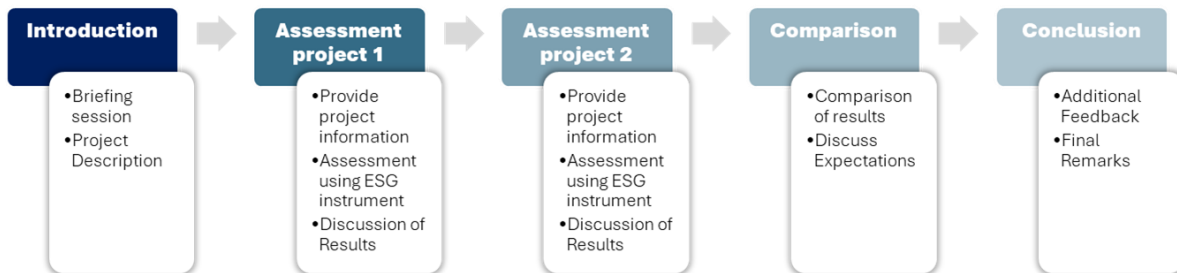 Introduction
•Briefing
session
•Project
Description
Assessment
project 1
•Provide
project
information
•Assessment
using ESG
instrument
•Discussion of
Results
Assessment
project 2
•Provide
project
information
•Assessment
using ESG
instrument
•Discussion of
Results
Comparison
•Comparison
of results
•Discuss
Expectations
Conclusion
•Additional
Feedback
•Final
Remarks